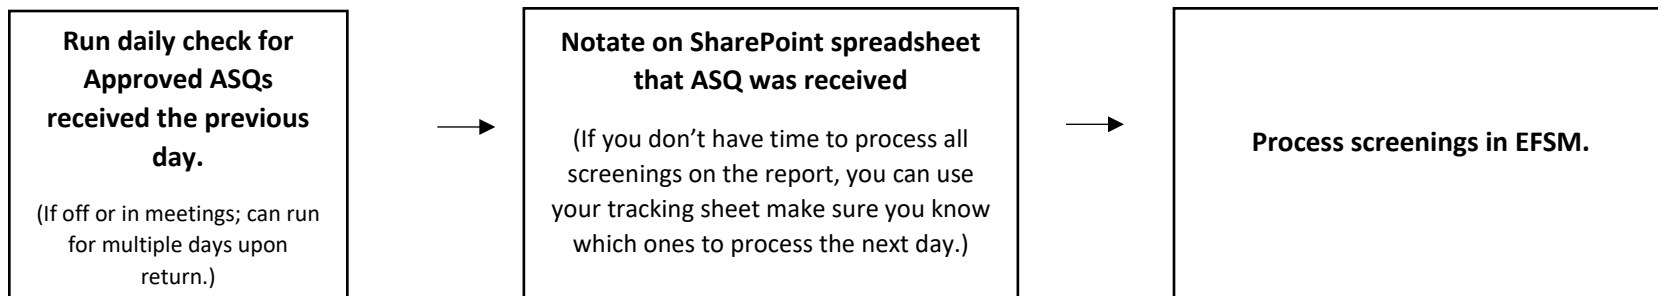 Run daily check for
Approved ASQs
received the previous
day.
(If off or in meetings; can run
for multiple days upon
return.)
Notate on SharePoint spreadsheet
that ASQ was received
(If you don’t have time to process all
screenings on the report, you can use
your tracking sheet make sure you know
which ones to process the next day.)
Process screenings in EFSM.